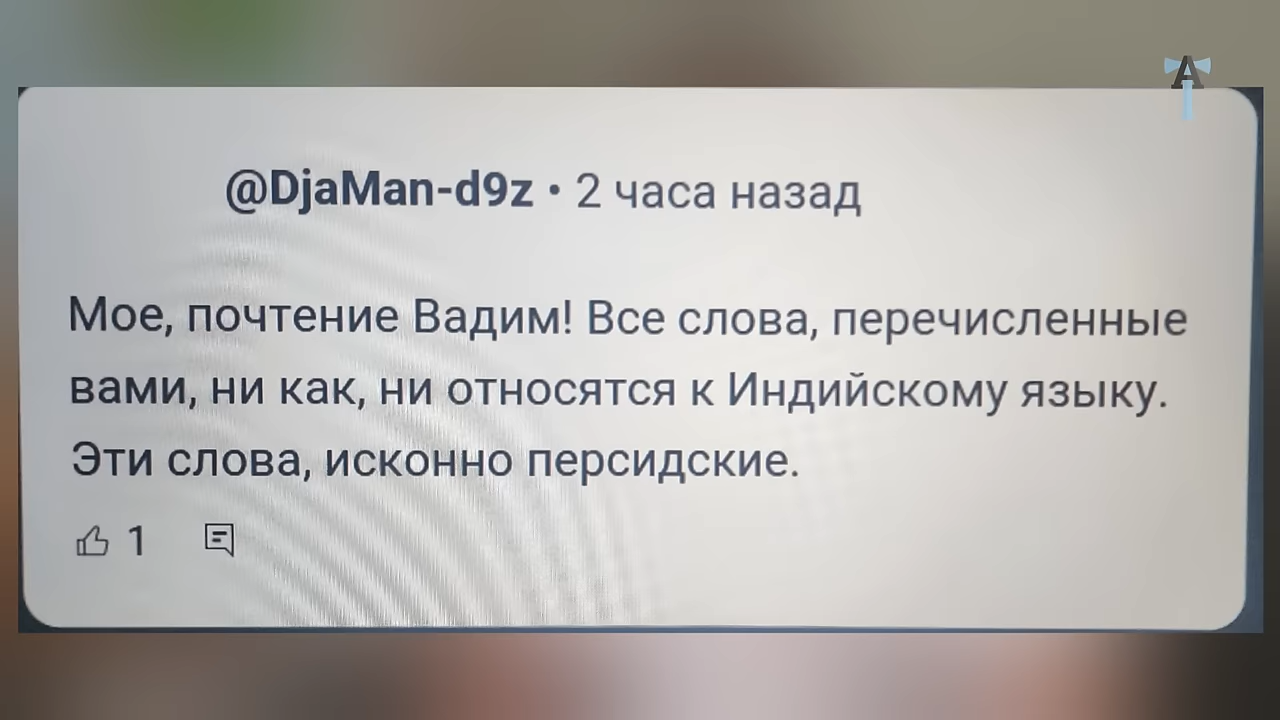 @DjaMan-d9z • 2 часа назад
Мое, почтение Вадим! Все слова, перечисленные
вами, ни как, ни относятся к Индийскому языку.
Эти слова, исконно персидские.
1
A